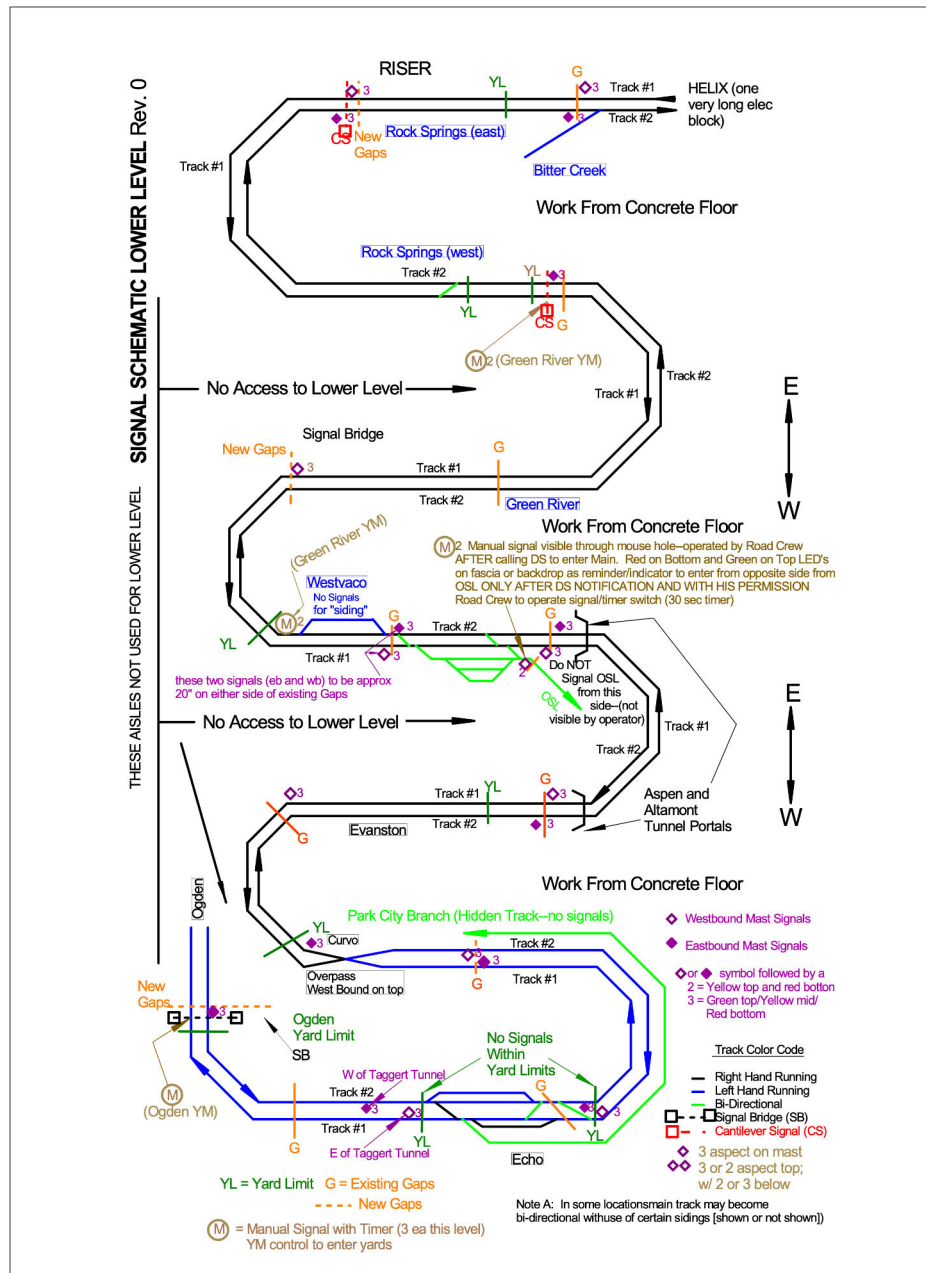 SIGNAL SCHEMATIC LOWER LEVEL Rev. 0
THESE AISLES NOT USED FOR LOWER LEVEL
RISER
3
YL
G
3
Track #1
HELIX (one
very long elec
block)
Track #2
3
CS
New
Gaps
Rock Springs (east)
3
Bitter Creek
Track #1
Track #2
Work From Concrete Floor
Rock Springs (west)
Track #2
YL
3
YL
CS
G
M 2 (Green River YM)
No Access to Lower Level
Track #2
Track #1
E
W
Signal Bridge
New Gaps
3
G
Track #1
Track #2
Green River
Work From Concrete Floor
(Green River YM)
M 2 Manual signal visible through mouse hole--operated by Road Crew
AFTER calling DS to enter Main. Red on Bottom and Green on Top LED's
on fascia or backdrop as reminder/indicator to enter from opposite side from
OSL ONLY AFTER DS NOTIFICATION AND WITH HIS PERMISSION
Road Crew to operate signal/timer switch (30 sec timer)
Westvaco
No Signals
for "siding"
M 2
YL
G
3
Track #2
G
3
Track #1
3
3
2
Do NOT
Signal OSL
from this
side--(not
visible by operator)
OSL
these two signals (eb and wb) to be approx
20" on either side of existing Gaps
No Access to Lower Level
Track #1
Track #2
E
W
3
G
Track #1
YL
G
3
Track #2
3
Evanston
Aspen and
Altamont
Tunnel Portals
Work From Concrete Floor
Ogden
Park City Branch (Hidden Track--no signals)
YL
3
Curvo
Overpass
West Bound on top
3
3
G
Track #2
Track #1
Westbound Mast Signals
Eastbound Mast Signals
or symbol followed by a
2 = Yellow top and red botton
3 = Green top/Yellow mid/
Red bottom
New
Gaps
3
Ogden
Yard Limit
SB
M
(Ogden YM)
No Signals
Within
Yard Limits
W of Taggert Tunnel
Track #2
3
3
Track #1
G
YL
E of Taggert Tunnel
G
3
3
YL
Echo
Track Color Code
Right Hand Running
Left Hand Running
Bi-Directional
Signal Bridge (SB)
Cantilever Signal (CS)
3 aspect on mast
3 or 2 aspect top;
w/ 2 or 3 below
YL = Yard Limit G = Existing Gaps
New Gaps
M = Manual Signal with Timer (3 ea this level)
YM control to enter yards
Note A: In some locationsmain track may become
bi-directional withuse of certain sidings [shown or not shown])